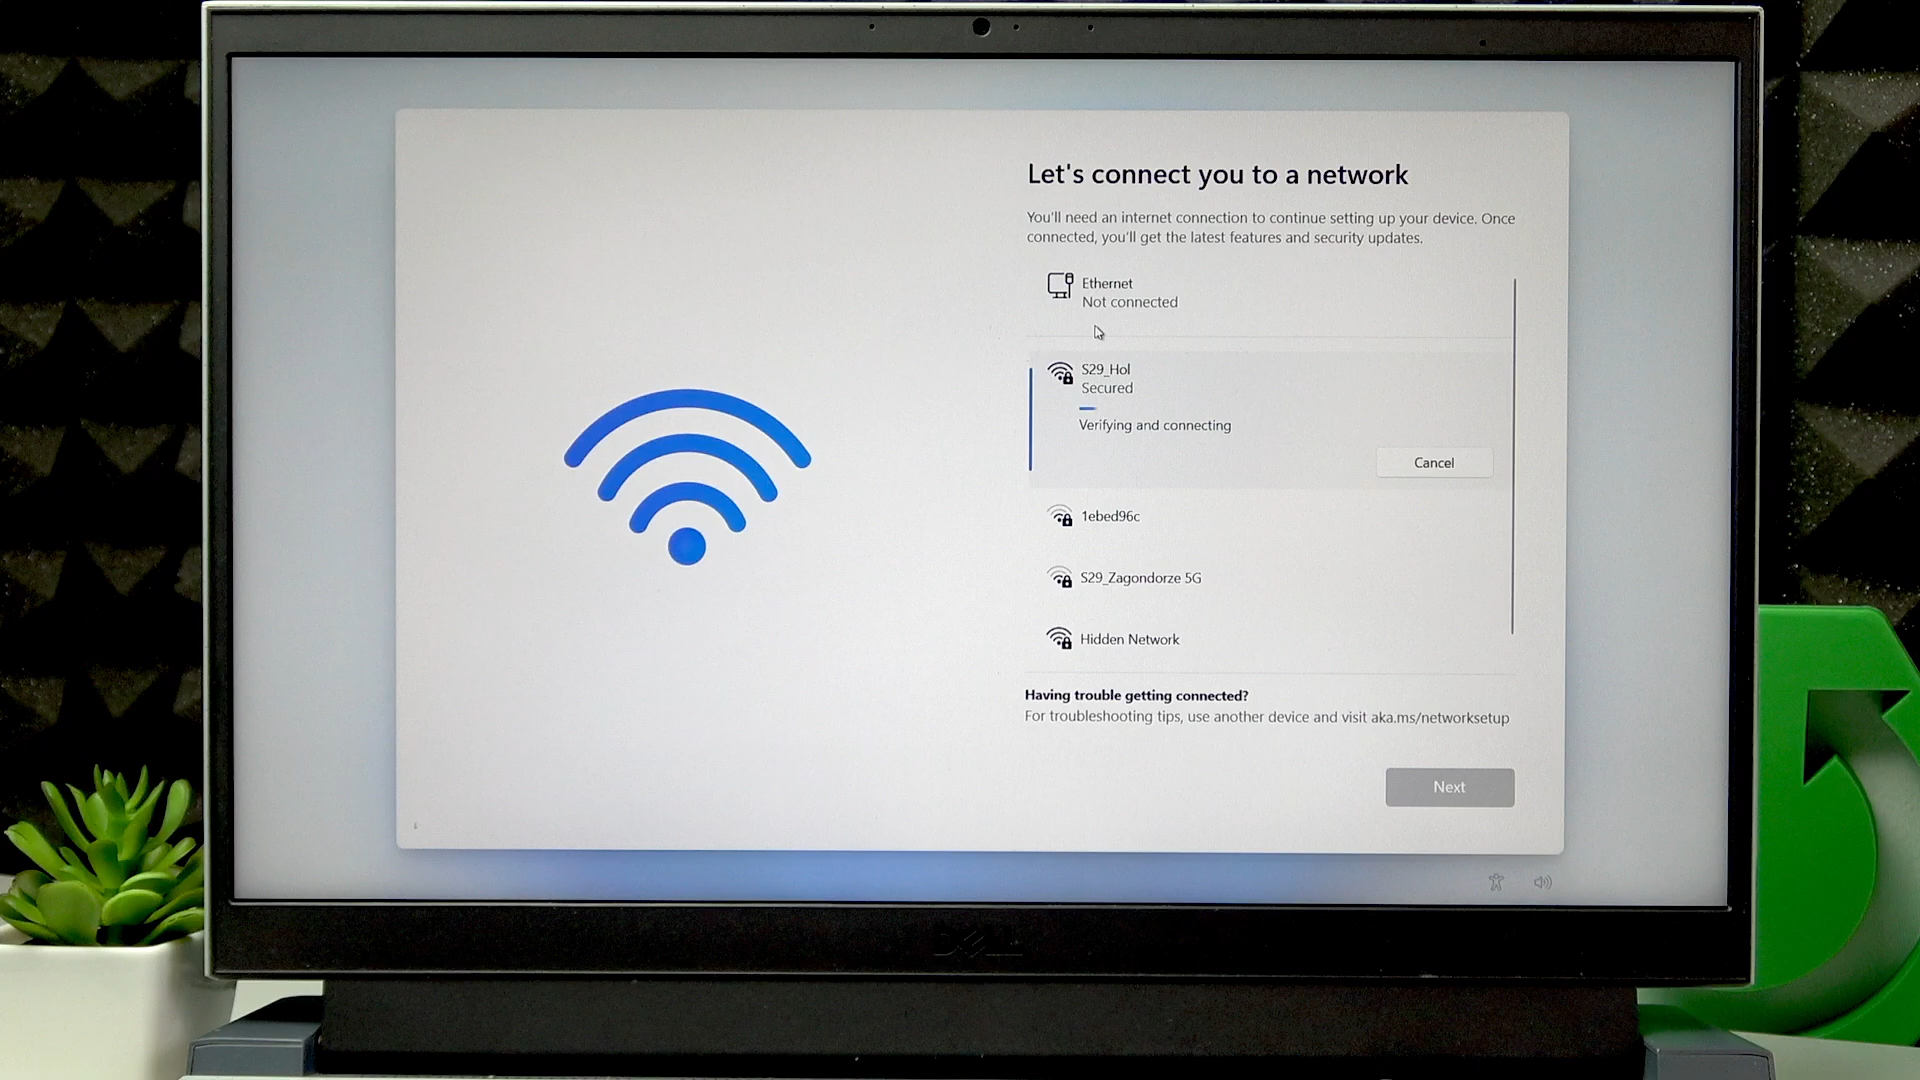 Let's connect you to a network
You'll need an internet connection to continue setting up your device. Once
connected, you'll get the latest features and security updates.
Ethernet
Not connected
S29_Hol
Secured
Verifying and connecting
Cancel
1ebed96c
S29_Zagondorze 5G
Hidden Network
Having trouble getting connected?
For troubleshooting tips, use another device and visit aka.ms/networksetup
Next
DELL